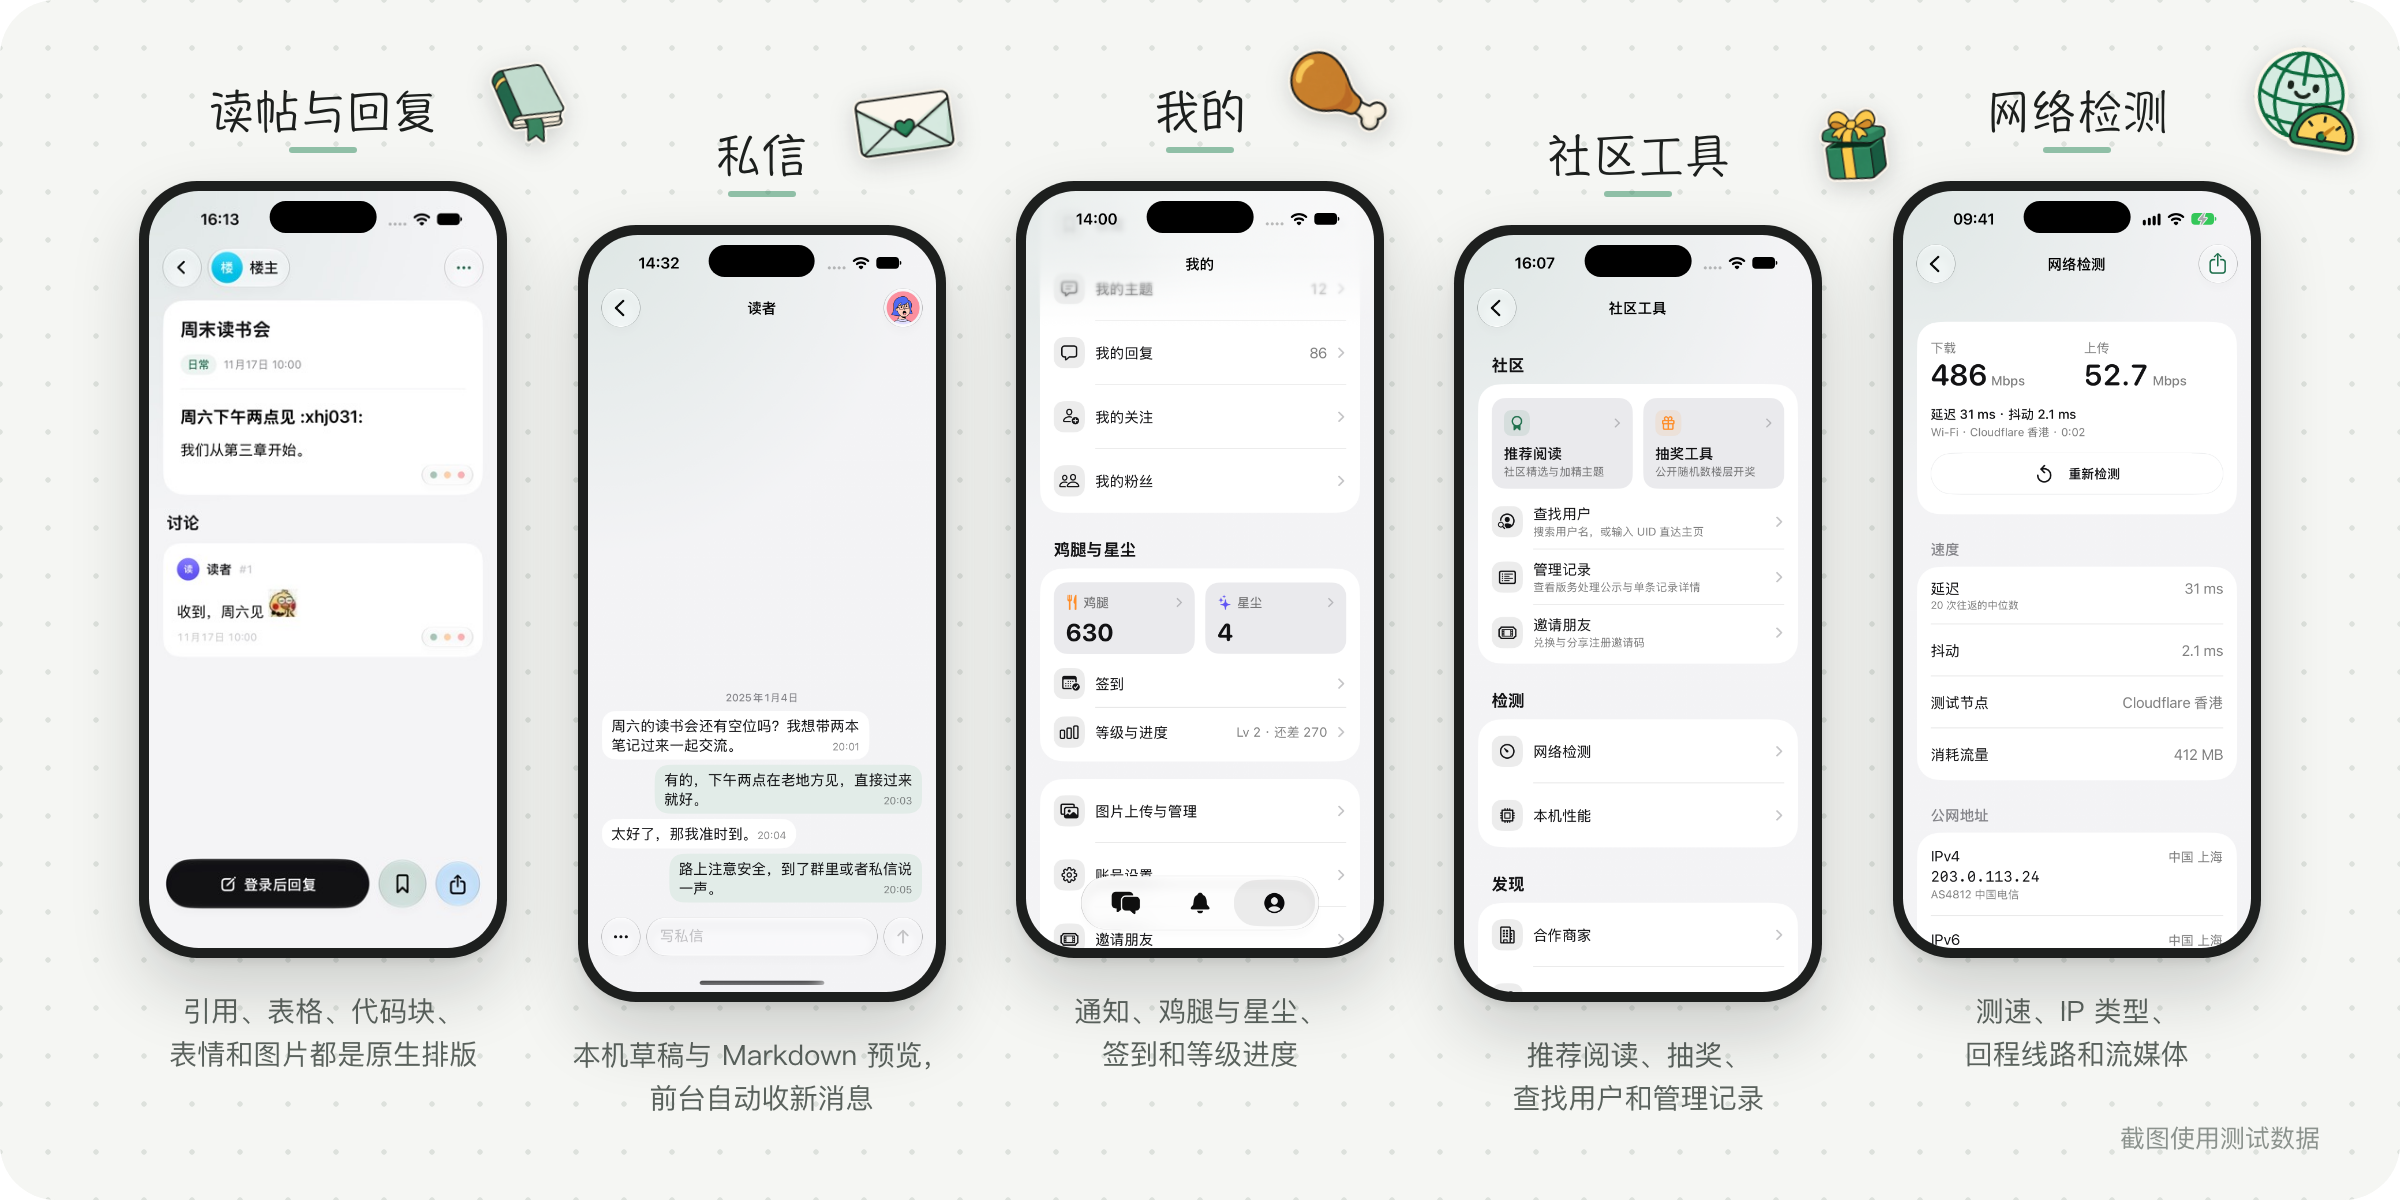 读帖与回复
16:13
楼 楼主
周末读书会
日常 11月17日 10:00
周六下午两点见 :xhj031:
我们从第三章开始。
讨论
读 读者 #1
收到，周六见
11月17日 10:00
登录后回复
引用、表格、代码块、
表情和图片都是原生排版
私信
14:32
读者
2025年1月4日
周六的读书会还有空位吗？我想带两本
笔记过来一起交流。 20:01
有的，下午两点在老地方见，直接过来
就好。 20:03
太好了，那我准时到。 20:04
路上注意安全，到了群里或者私信说
一声。 20:05
写私信
本机草稿与 Markdown 预览，
前台自动收新消息
我的
14:00
我的
我的主题 12
我的回复 86
我的关注
我的粉丝
鸡腿与星尘
鸡腿 星尘
630 4
签到
等级与进度 Lv 2 · 还差 270
图片上传与管理
账号设置
邀请朋友
通知、鸡腿与星尘、
签到和等级进度
社区工具
16:07
社区工具
社区
推荐阅读 抽奖工具
社区精选与加精主题 公开随机数楼层开奖
查找用户
搜索用户名，或输入 UID 直达主页
管理记录
查看版务处理公示与单条记录详情
邀请朋友
兑换与分享注册邀请码
检测
网络检测
本机性能
发现
合作商家
推荐阅读、抽奖、
查找用户和管理记录
网络检测
09:41
网络检测
下载 上传
486 Mbps 52.7 Mbps
延迟 31 ms · 抖动 2.1 ms
Wi-Fi · Cloudflare 香港 · 0:02
重新检测
速度
延迟 31 ms
20 次往返的中位数
抖动 2.1 ms
测试节点 Cloudflare 香港
消耗流量 412 MB
公网地址
IPv4 中国 上海
203.0.113.24
AS4812 中国电信
IPv6 中国 上海
测速、IP 类型、
回程线路和流媒体
截图使用测试数据